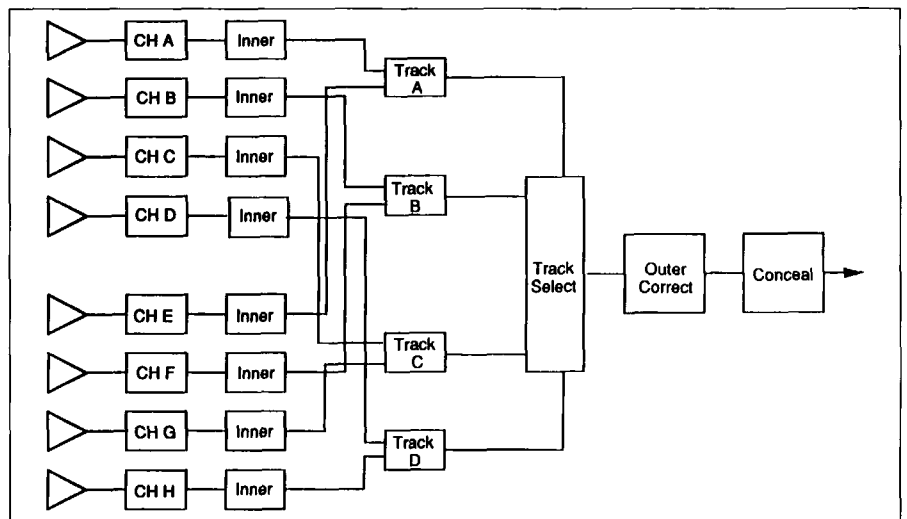 CH A
Inner
CH B
Inner
CH C
Inner
CH D
Inner
CH E
Inner
CH F
Inner
CH G
Inner
CH H
Inner
Track
A
Track
B
Track
C
Track
D
Track
Select
Outer
Correct
Conceal